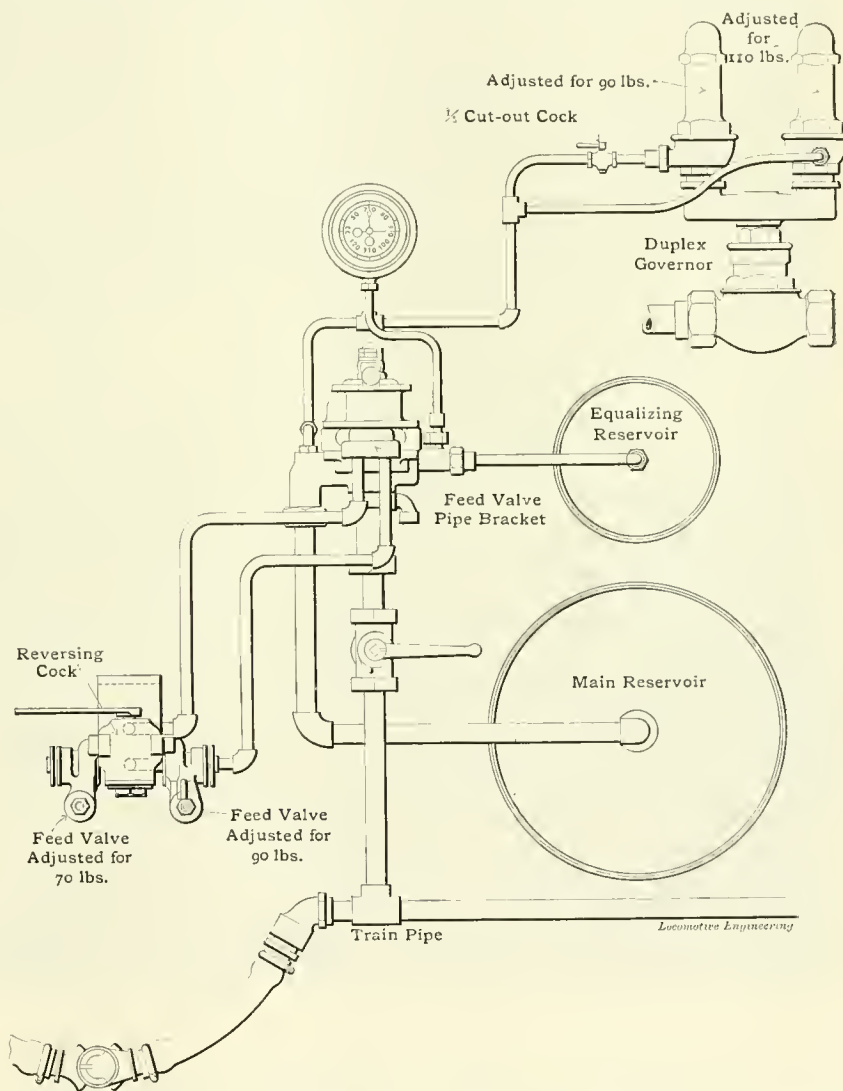 Adjusted
for
110 lbs.
Adjusted for 90 lbs.
½ Cut-out Cock
Duplex
Governor
Equalizing
Reservoir
Feed Valve
Pipe Bracket
Reversing
Cock
Main Reservoir
Feed Valve
Adjusted for
90 lbs.
Feed Valve
Adjusted for
70 lbs.
Train Pipe
Locomotive Engineering